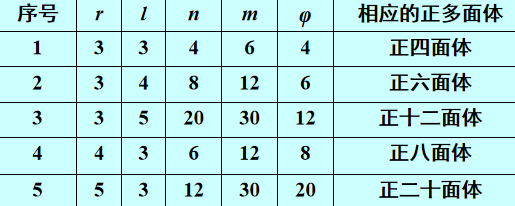 序号 r l n m φ 相应的正多面体
1 3 3 4 6 4 正四面体
2 3 4 8 12 6 正六面体
3 3 5 20 30 12 正十二面体
4 4 3 6 12 8 正八面体
5 5 3 12 30 20 正二十面体